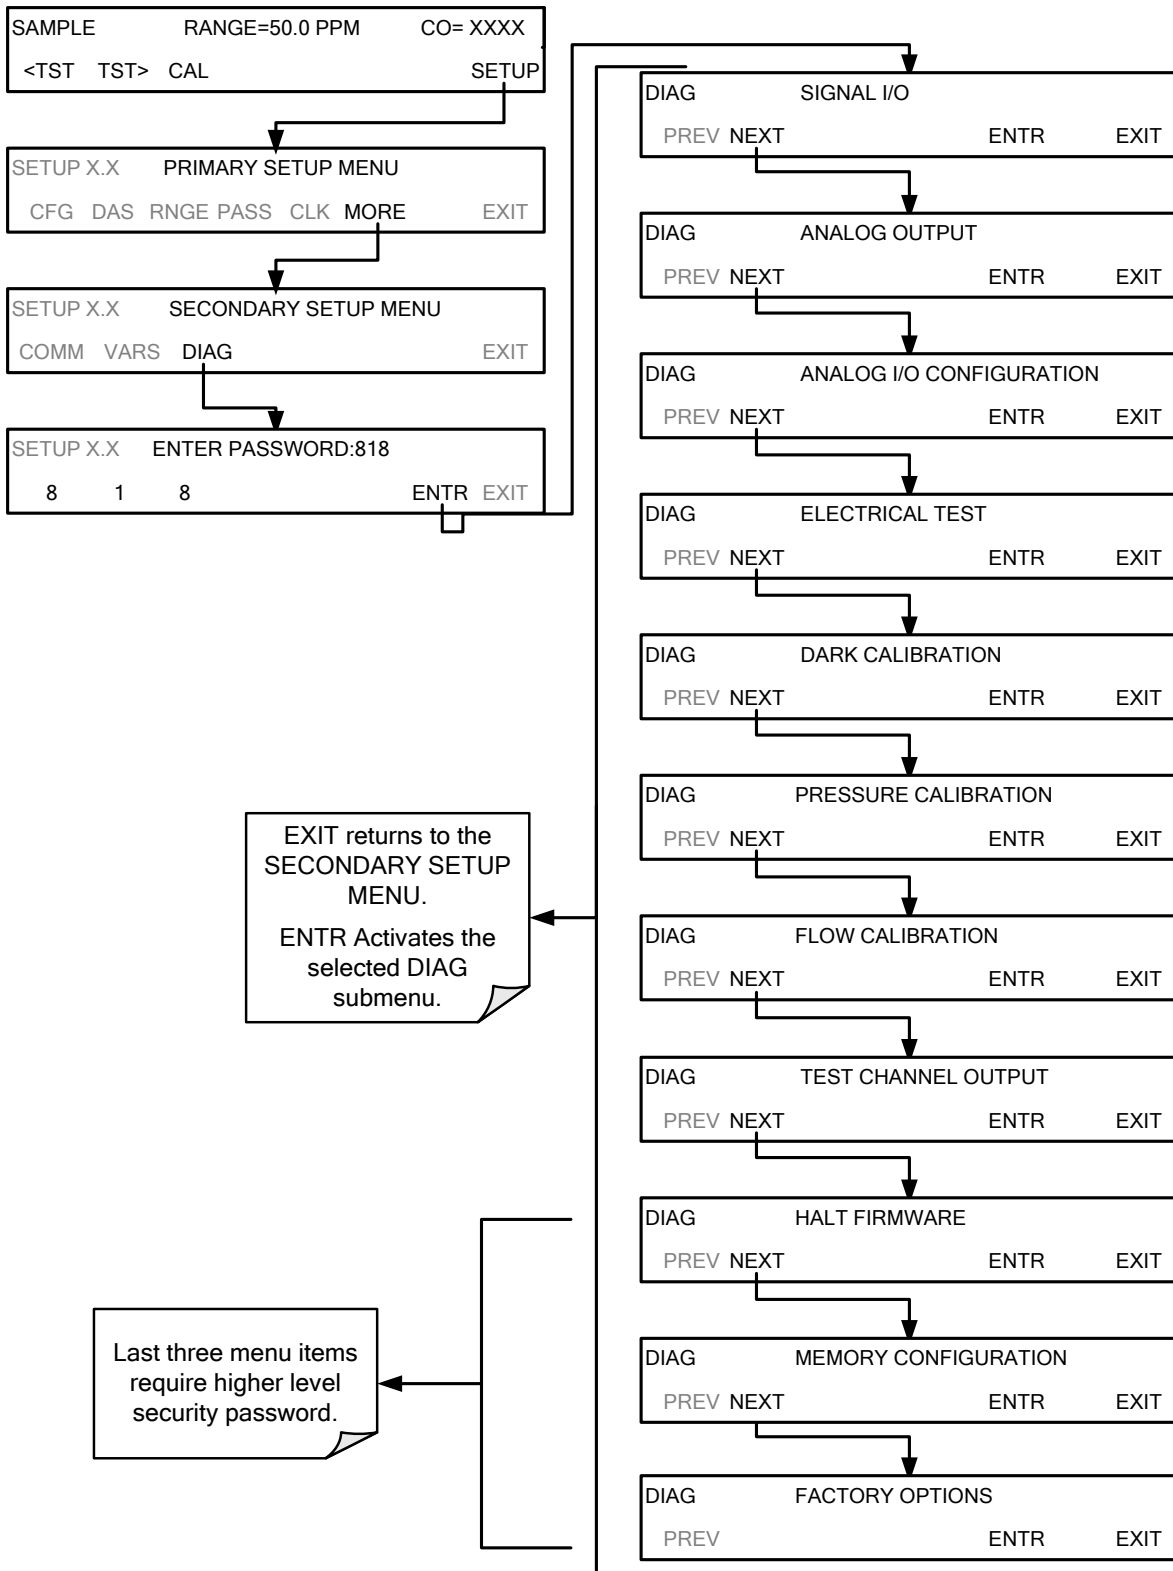 SAMPLE RANGE=50.0 PPM CO= XXXX
<TST TST> CAL SETUP
SETUP X.X PRIMARY SETUP MENU
CFG DAS RNGE PASS CLK MORE EXIT
SETUP X.X SECONDARY SETUP MENU
COMM VARS DIAG EXIT
SETUP X.X ENTER PASSWORD:818
8 1 8 ENTR EXIT
EXIT returns to the
SECONDARY SETUP
MENU.
ENTR Activates the
selected DIAG
submenu.
Last three menu items
require higher level
security password.
DIAG SIGNAL I/O
PREV NEXT ENTR EXIT
DIAG ANALOG OUTPUT
PREV NEXT ENTR EXIT
DIAG ANALOG I/O CONFIGURATION
PREV NEXT ENTR EXIT
DIAG ELECTRICAL TEST
PREV NEXT ENTR EXIT
DIAG DARK CALIBRATION
PREV NEXT ENTR EXIT
DIAG PRESSURE CALIBRATION
PREV NEXT ENTR EXIT
DIAG FLOW CALIBRATION
PREV NEXT ENTR EXIT
DIAG TEST CHANNEL OUTPUT
PREV NEXT ENTR EXIT
DIAG HALT FIRMWARE
PREV NEXT ENTR EXIT
DIAG MEMORY CONFIGURATION
PREV NEXT ENTR EXIT
DIAG FACTORY OPTIONS
PREV ENTR EXIT